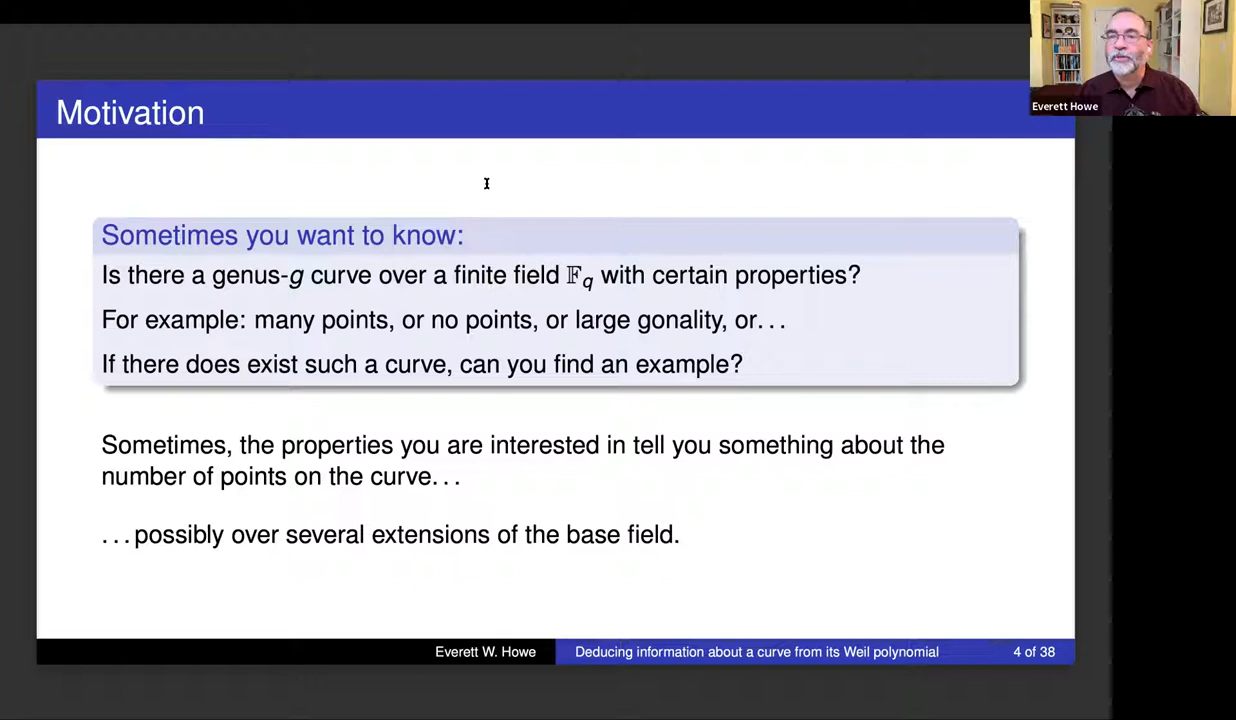 Everett Howe
Motivation
Sometimes you want to know:
Is there a genus-g curve over a finite field 𝔽q with certain properties?
For example: many points, or no points, or large gonality, or. . .
If there does exist such a curve, can you find an example?
Sometimes, the properties you are interested in tell you something about the
number of points on the curve. . .
. . . possibly over several extensions of the base field.
Everett W. Howe
Deducing information about a curve from its Weil polynomial
4 of 38